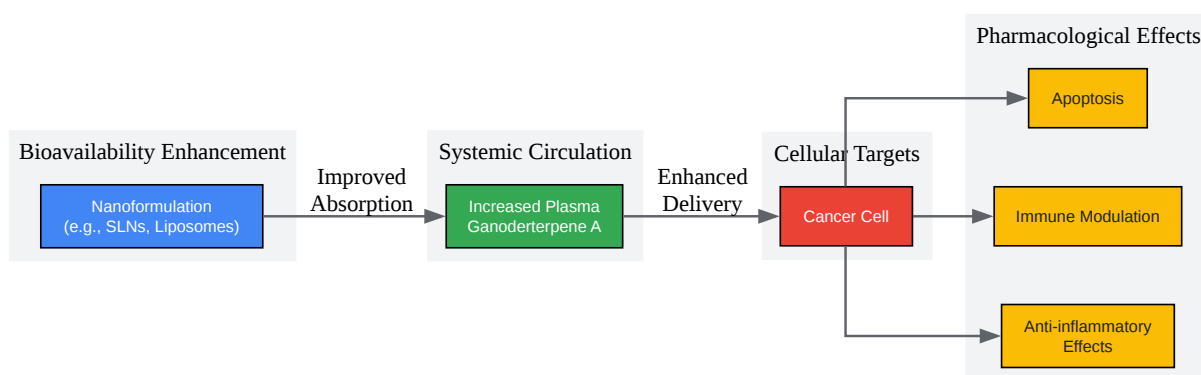 Bioavailability Enhancement
Nanoformulation
(e.g., SLNs, Liposomes)
Improved
Absorption
Systemic Circulation
Increased Plasma
Ganoderterpene A
Enhanced
Delivery
Cellular Targets
Cancer Cell
Pharmacological Effects
Apoptosis
Immune Modulation
Anti-inflammatory
Effects